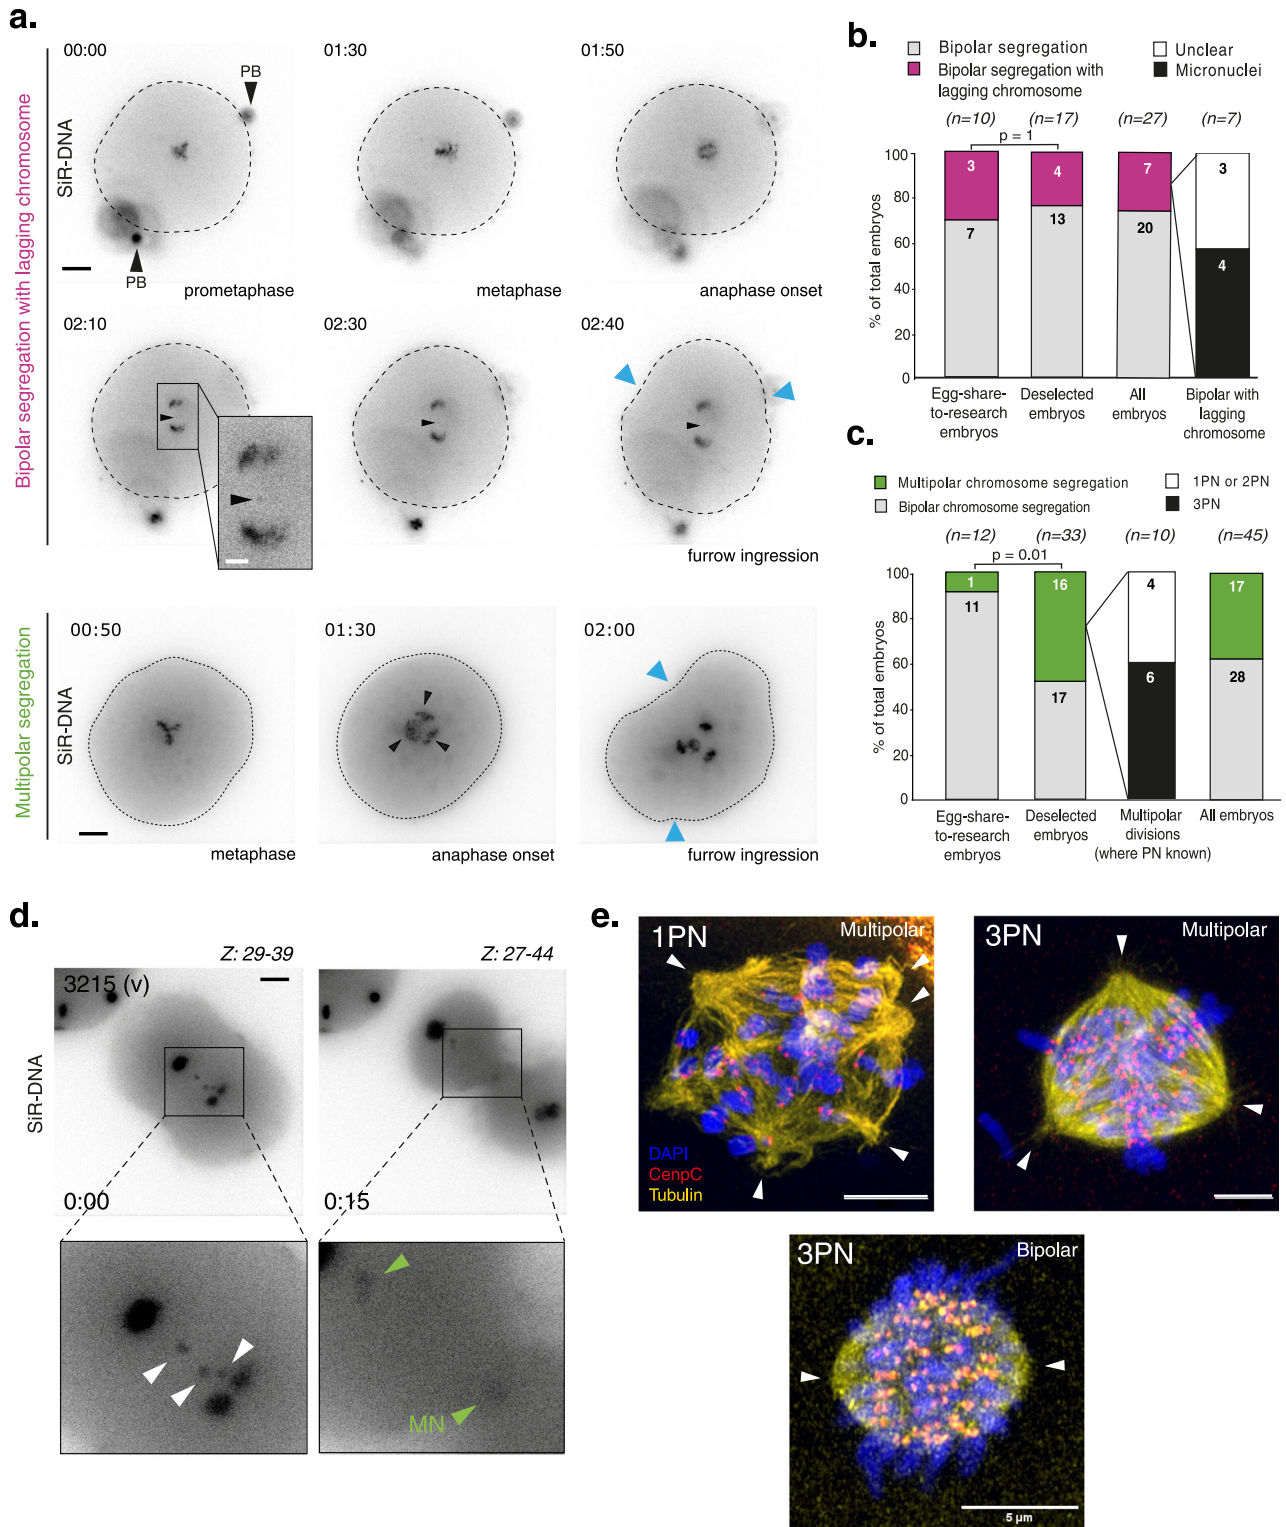 a.
Bipolar segregation with lagging chromosome
SiR-DNA
00:00
PB
PB
prometaphase
01:30
metaphase
01:50
anaphase onset
02:10
02:30
02:40
furrow ingression
Multipolar segregation
SiR-DNA
00:50
metaphase
01:30
anaphase onset
02:00
furrow ingression
b.
Bipolar segregation
Bipolar segregation with
lagging chromosome
Unclear
Micronuclei
(n=10)
(n=17)
(n=27)
(n=7)
p = 1
% of total embryos
100
80
60
40
20
0
3
7
4
13
7
20
3
4
Egg-share-
to-research
embryos
Deselected
embryos
All
embryos
Bipolar with
lagging
chromosome
c.
Multipolar chromosome segregation
Bipolar chromosome segregation
1PN or 2PN
3PN
(n=12)
(n=33)
(n=10)
(n=45)
p = 0.01
% of total embryos
100
80
60
40
20
0
1
11
16
17
4
6
17
28
Egg-share-
to-research
embryos
Deselected
embryos
Multipolar
divisions
(where PN known)
All embryos
d.
Z: 29-39
Z: 27-44
SiR-DNA
3215 (v)
0:00
0:15
MN
e.
1PN
Multipolar
DAPI
CenpC
Tubulin
3PN
Multipolar
3PN
Bipolar
5 µm